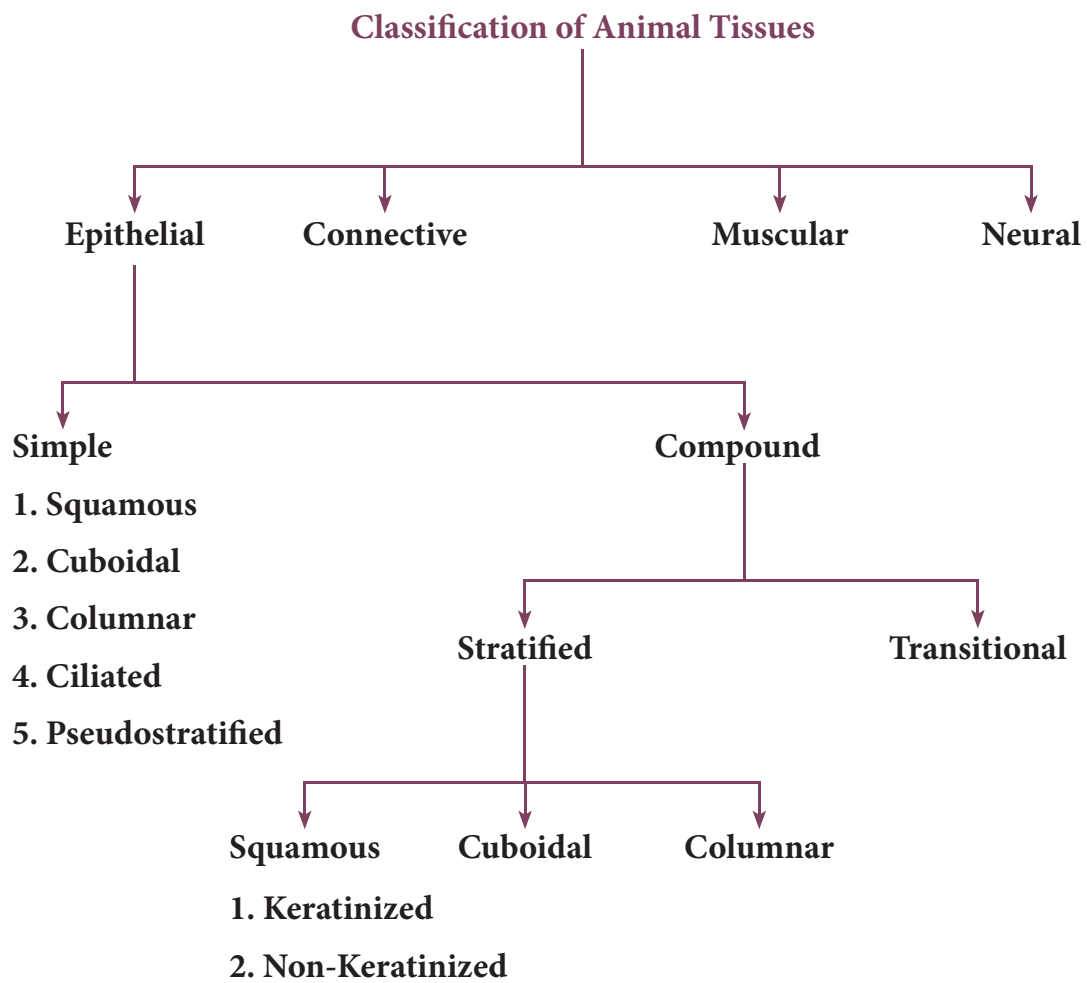 Classification of Animal Tissues
Epithelial
Connective
Muscular
Neural
Simple
1. Squamous
2. Cuboidal
3. Columnar
4. Ciliated
5. Pseudostratified
Compound
Stratified
Transitional
Squamous
1. Keratinized
2. Non-Keratinized
Cuboidal
Columnar